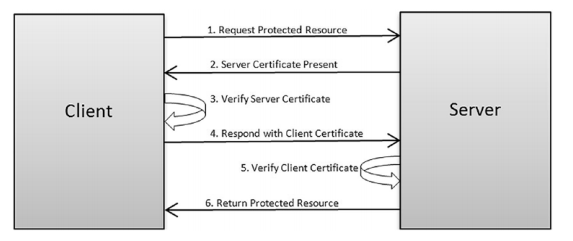 1. Request Protected Resource
2. Server Certificate Present
Client
3. Verify Server Certificate
Server
4. Respond with Client Certificate
5. Verify Client Certificate
6. Return Protected Resource